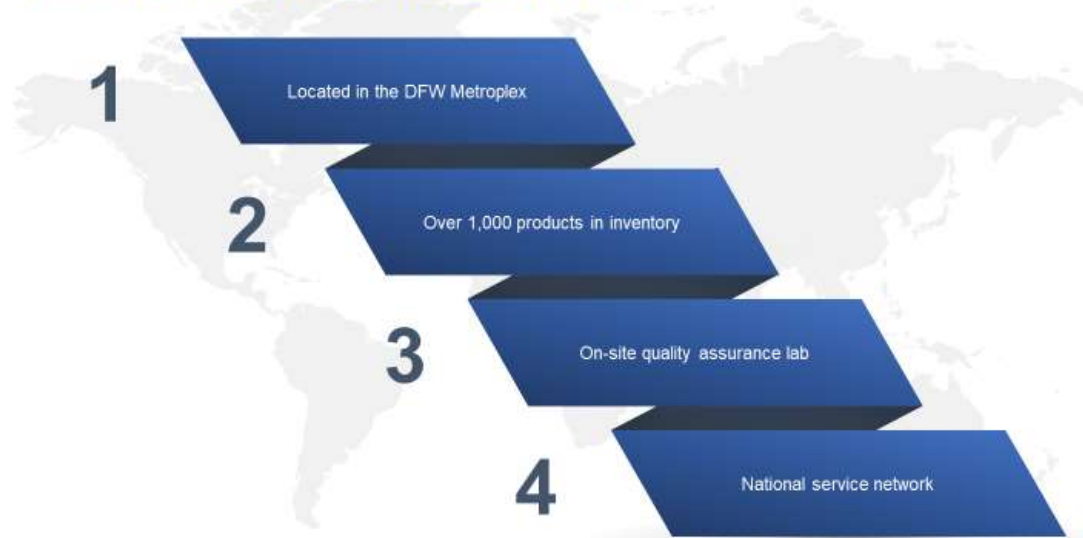 1
Located in the DFW Metroplex
2
Over 1,000 products in inventory
3
On-site quality assurance lab
4
National service network